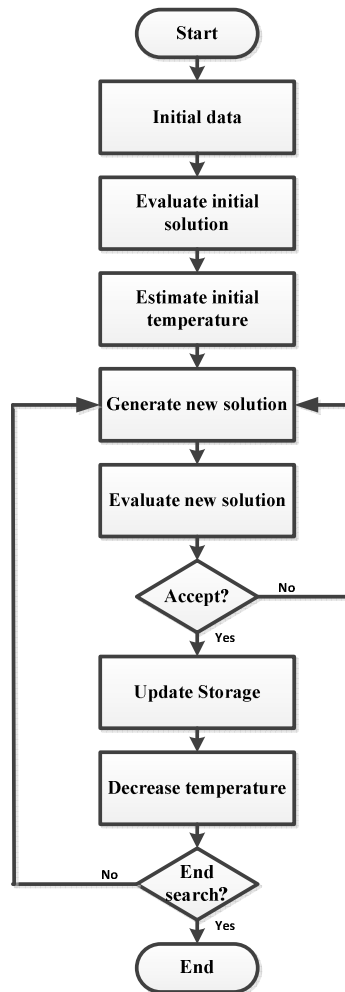 Start
Initial data
Evaluate initial
solution
Estimate initial
temperature
Generate new solution
Evaluate new solution
Accept?
No
Yes
Update Storage
Decrease temperature
End
search?
No
Yes
End